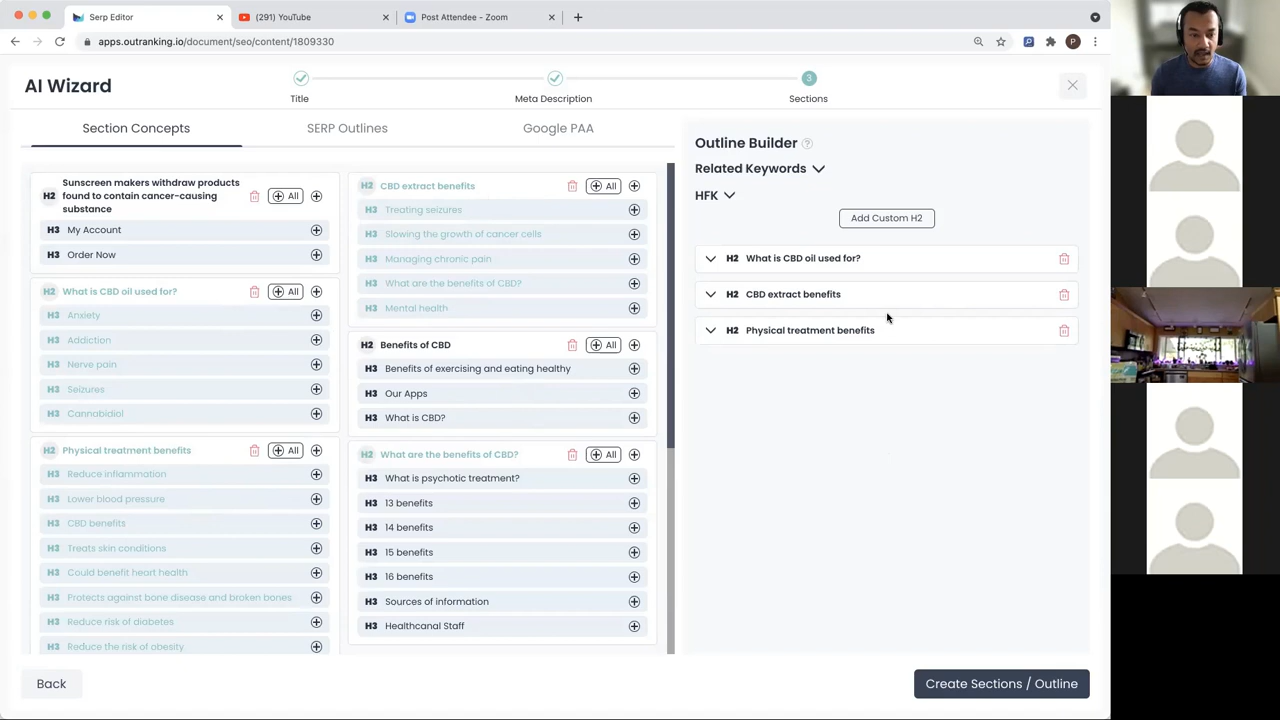 Serp Editor
(291) YouTube
Post Attendee - Zoom
apps.outranking.io/document/seo/content/1809330
P
AI Wizard
Title
Meta Description
3
Sections
Section Concepts
SERP Outlines
Google PAA
H2 Sunscreen makers withdraw products
found to contain cancer-causing
substance
All
H3 My Account
H3 Order Now
H2 What is CBD oil used for?
All
H3 Anxiety
H3 Addiction
H3 Nerve pain
H3 Seizures
H3 Cannabidiol
H2 Physical treatment benefits
All
H3 Reduce inflammation
H3 Lower blood pressure
H3 CBD benefits
H3 Treats skin conditions
H3 Could benefit heart health
H3 Protects against bone disease and broken bones
H3 Reduce risk of diabetes
H3 Reduce the risk of obesity
H2 CBD extract benefits
All
H3 Treating seizures
H3 Slowing the growth of cancer cells
H3 Managing chronic pain
H3 What are the benefits of CBD?
H3 Mental health
H2 Benefits of CBD
All
H3 Benefits of exercising and eating healthy
H3 Our Apps
H3 What is CBD?
H2 What are the benefits of CBD?
All
H3 What is psychotic treatment?
H3 13 benefits
H3 14 benefits
H3 15 benefits
H3 16 benefits
H3 Sources of information
H3 Healthcanal Staff
Outline Builder ?
Related Keywords
HFK
Add Custom H2
H2 What is CBD oil used for?
H2 CBD extract benefits
H2 Physical treatment benefits
Back
Create Sections / Outline